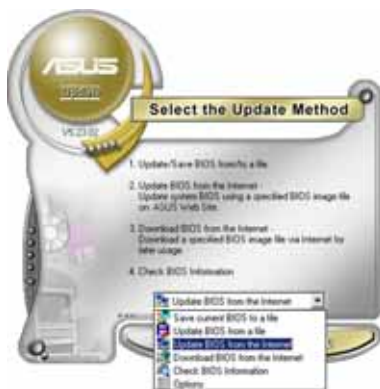 ASUS
Select the Update Method
1. Update/Save BIOS from/to a file
2. Update BIOS from the Internet -
Update system BIOS using a specified BIOS image file
on ASUS Web Site.
3. Download BIOS from the Internet -
Download a specified BIOS image file via Internet for
later usage.
4. Check BIOS Information
Update BIOS from the Internet
Save current BIOS to a file
Update BIOS from a file
Update BIOS from the Internet
Download BIOS from the Internet
Check BIOS Information
Options